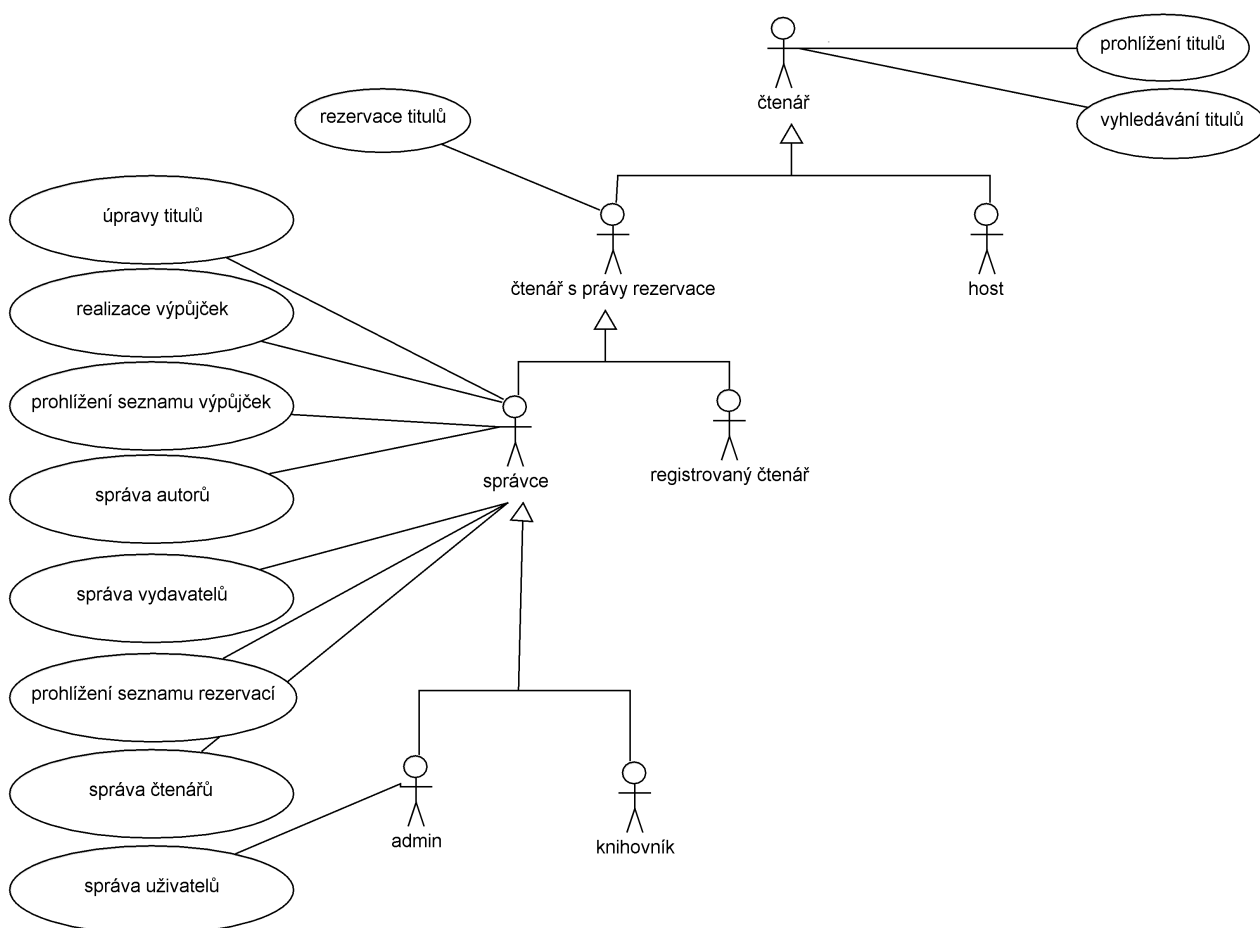 prohlížení titulů
čtenář
rezervace titulů
vyhledávání titulů
úpravy titulů
čtenář s právy rezervace
host
realizace výpůjček
prohlížení seznamu výpůjček
registrovaný čtenář
správce
správa autorů
správa vydavatelů
prohlížení seznamu rezervací
správa čtenářů
admin
knihovník
správa uživatelů